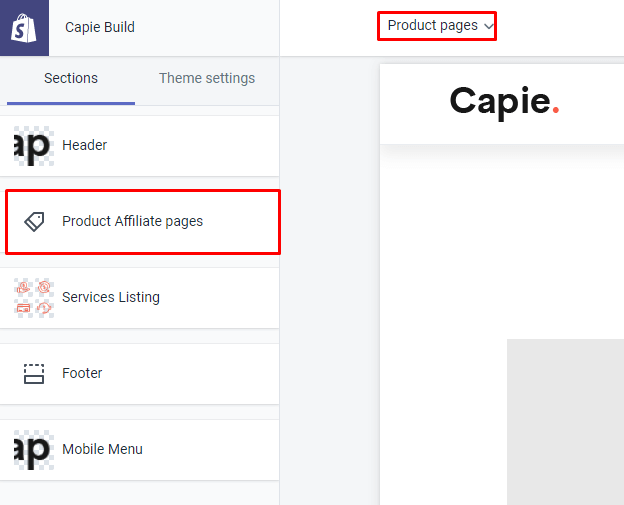 Capie Build
Product pages
Sections
Theme settings
Capie.
ap
Header
Product Affiliate pages
Services Listing
Footer
ap
Mobile Menu